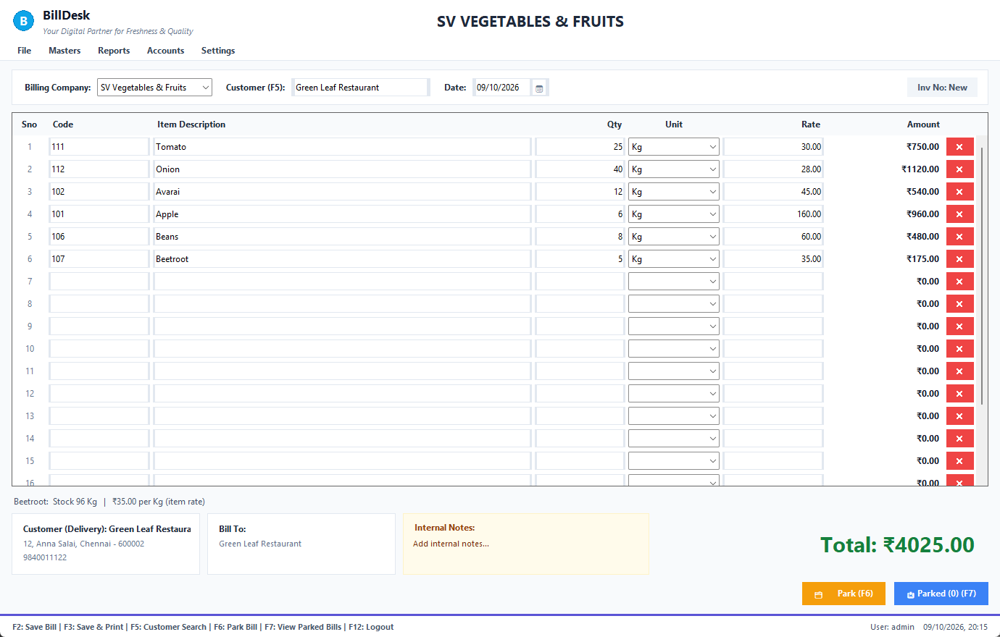 B
BillDesk
Your Digital Partner for Freshness & Quality
SV VEGETABLES & FRUITS
File Masters Reports Accounts Settings
Billing Company: SV Vegetables & Fruits Customer (F5): Green Leaf Restaurant Date: 09/10/2026 Inv No: New
Sno Code Item Description Qty Unit Rate Amount
1 111 Tomato 25 Kg 30.00 ₹750.00
2 112 Onion 40 Kg 28.00 ₹1120.00
3 102 Avarai 12 Kg 45.00 ₹540.00
4 101 Apple 6 Kg 160.00 ₹960.00
5 106 Beans 8 Kg 60.00 ₹480.00
6 107 Beetroot 5 Kg 35.00 ₹175.00
7 ₹0.00
8 ₹0.00
9 ₹0.00
10 ₹0.00
11 ₹0.00
12 ₹0.00
13 ₹0.00
14 ₹0.00
15 ₹0.00
16 ₹0.00
Beetroot: Stock 96 Kg | ₹35.00 per Kg (item rate)
Customer (Delivery): Green Leaf Restaura
12, Anna Salai, Chennai - 600002
9840011122
Bill To:
Green Leaf Restaurant
Internal Notes:
Add internal notes...
Total: ₹4025.00
Park (F6) Parked (0) (F7)
F2: Save Bill | F3: Save & Print | F5: Customer Search | F6: Park Bill | F7: View Parked Bills | F12: Logout
User: admin 09/10/2026, 20:15